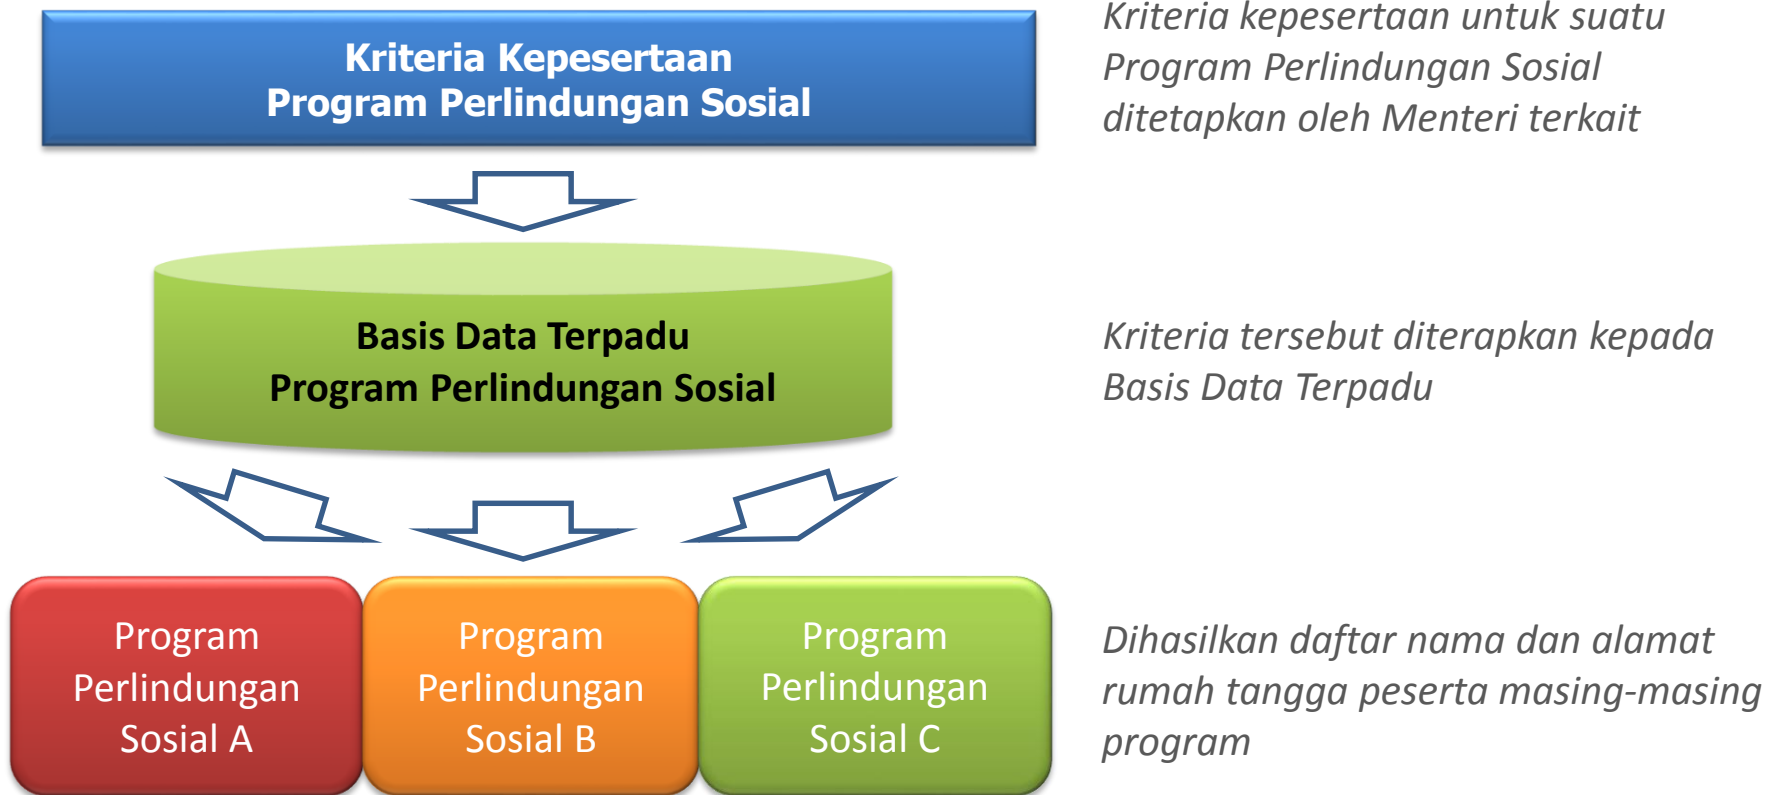 Kriteria Kepesertaan
Program Perlindungan Sosial
Kriteria kepesertaan untuk suatu
Program Perlindungan Sosial
ditetapkan oleh Menteri terkait
Basis Data Terpadu
Program Perlindungan Sosial
Kriteria tersebut diterapkan kepada
Basis Data Terpadu
Program
Perlindungan
Sosial A
Program
Perlindungan
Sosial B
Program
Perlindungan
Sosial C
Dihasilkan daftar nama dan alamat
rumah tangga peserta masing-masing
program